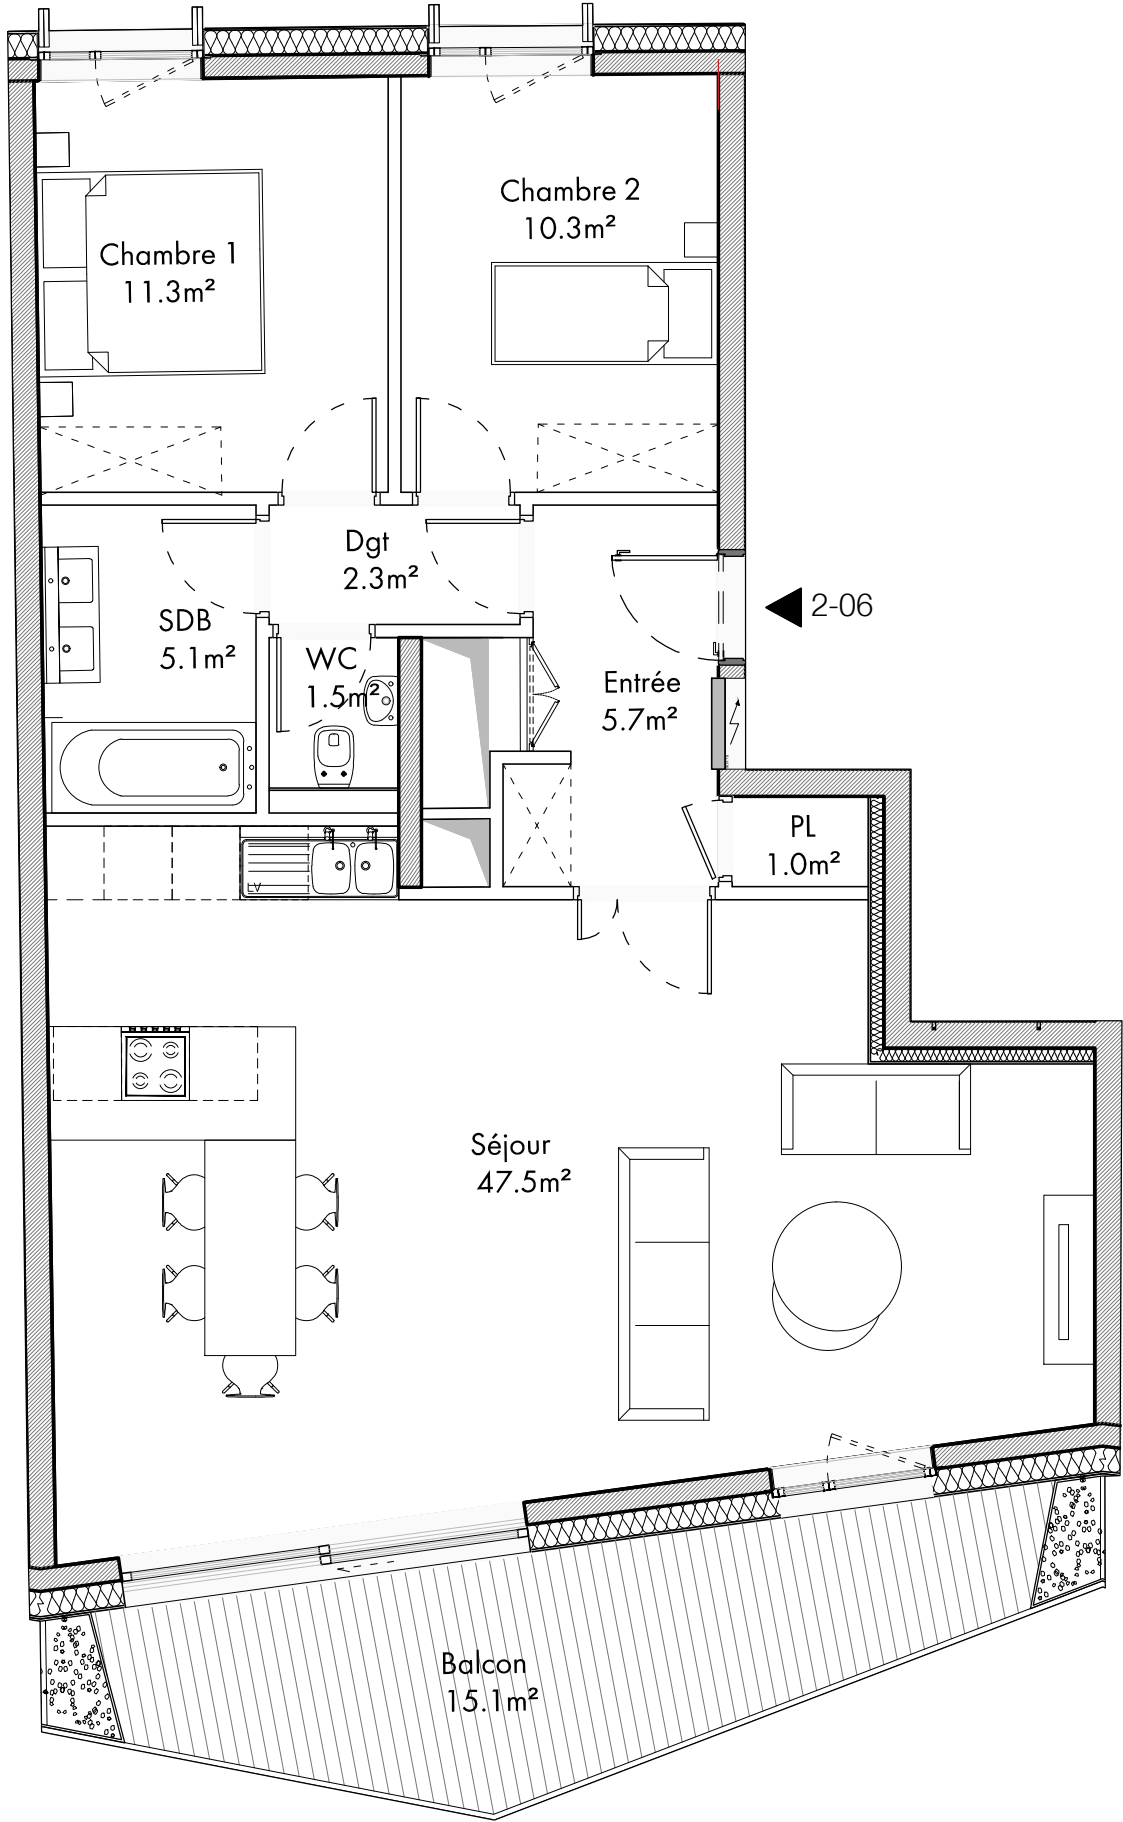 Chambre 2
10.3m²
Chambre 1
11.3m²
Dgt
2.3m²
2-06
SDB
5.1m²
WC
1.5m²
Entrée
5.7m²
PL
1.0m²
LV
Séjour
47.5m²
Balcon
15.1m²